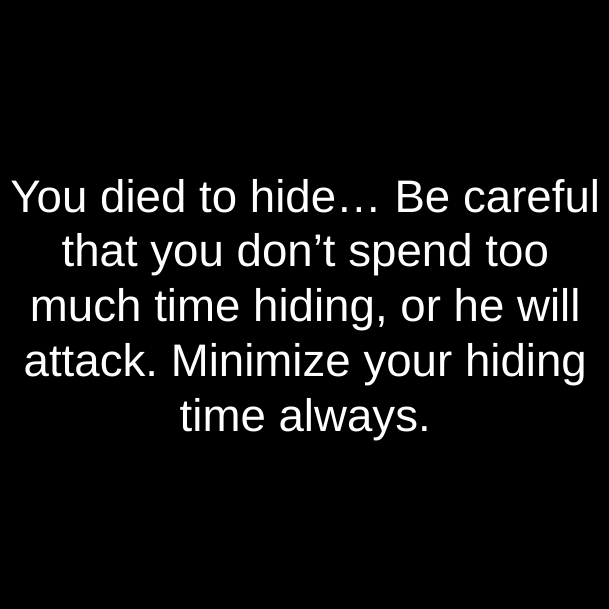 You died to hide… Be careful
that you don’t spend too
much time hiding, or he will
attack. Minimize your hiding
time always.